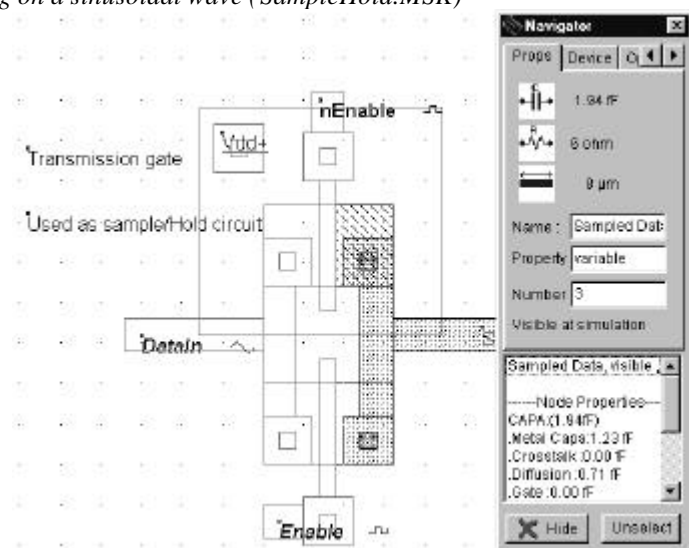 g on a sinusoidal wave (SampleHold.MSK)
nEnable
Vdd+
Transmission gate
Used as sample/Hold circuit
DataIn
Enable
Navigator
Props
Device
1.94 fF
6 ohm
8 µm
Name :
Sampled Dat
Property
variable
Number
3
Visible at simulation
Sampled Data, visible ,
-----Node Properties---
CAPA:(1.94fF)
.Metal Capa:1.23 fF
.Crosstalk :0.00 fF
.Diffusion :0.71 fF
.Gate :0.00 fF
Hide
Unselect